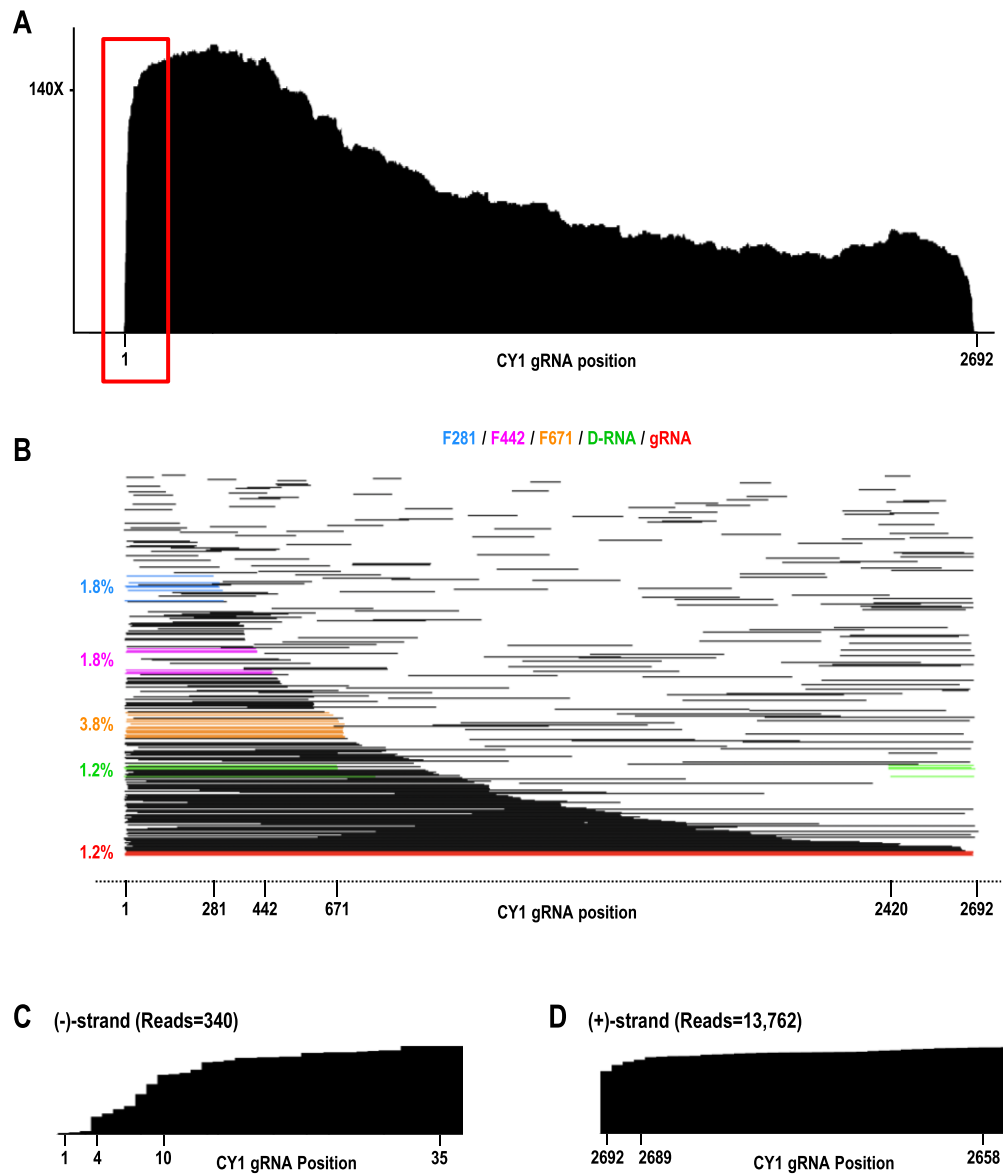 A
140X
1
CY1 gRNA position
2692
B
F281 / F442 / F671 / D-RNA / gRNA
1.8%
1.8%
3.8%
1.2%
1.2%
1
281
442
671
CY1 gRNA position
2420
2692
C
(-)-strand (Reads=340)
1
4
10
CY1 gRNA Position
35
D
(+)-strand (Reads=13,762)
2692
2689
CY1 gRNA Position
2658